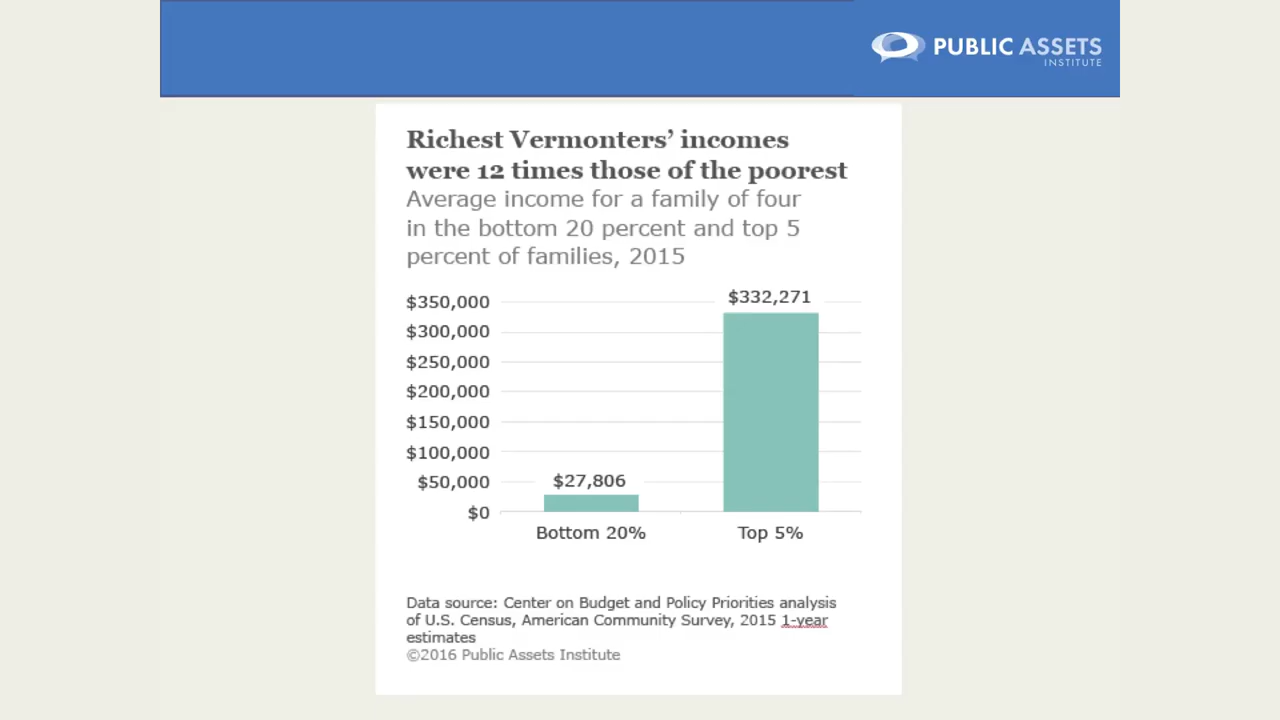 PUBLIC ASSETS
INSTITUTE
Richest Vermonters’ incomes
were 12 times those of the poorest
Average income for a family of four
in the bottom 20 percent and top 5
percent of families, 2015
$350,000
$300,000
$250,000
$200,000
$150,000
$100,000
$50,000
$0
$332,271
$27,806
Bottom 20%
Top 5%
Data source: Center on Budget and Policy Priorities analysis
of U.S. Census, American Community Survey, 2015 1-year
estimates
©2016 Public Assets Institute